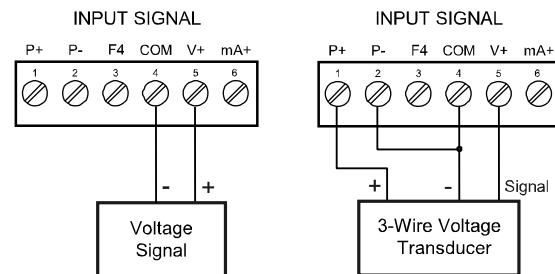 INPUT SIGNAL
P+ P- F4 COM V+ mA+
1 2 3 4 5 6
- +
Voltage
Signal
INPUT SIGNAL
P+ P- F4 COM V+ mA+
1 2 3 4 5 6
+ - Signal
3-Wire Voltage
Transducer